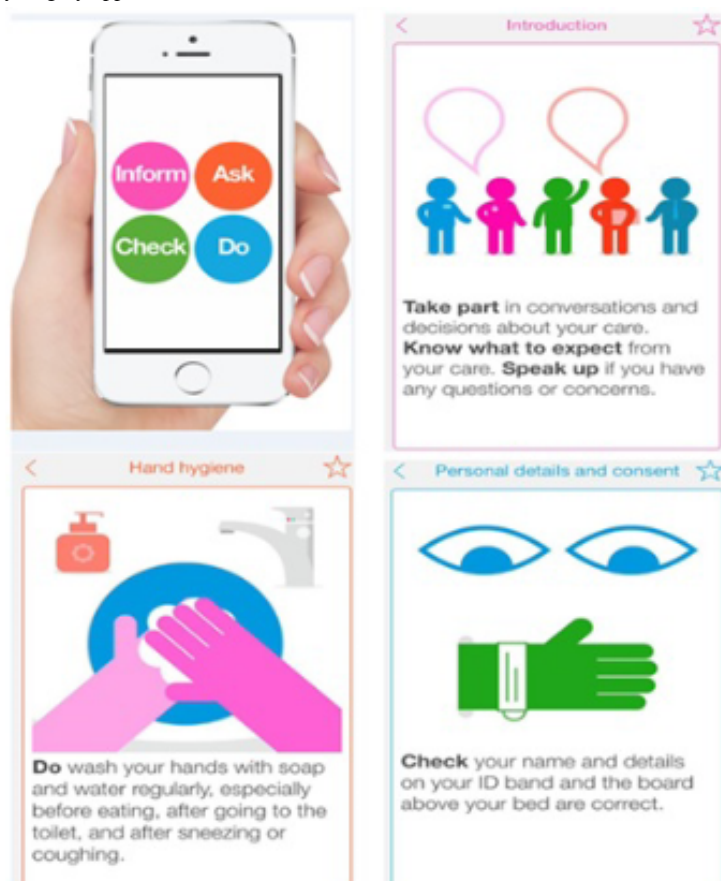 Inform Ask
Check Do
Introduction
Take part in conversations and
decisions about your care.
Know what to expect from
your care. Speak up if you have
any questions or concerns.
Hand hygiene
Do wash your hands with soap
and water regularly, especially
before eating, after going to the
toilet, and after sneezing or
coughing.
Personal details and consent
Check your name and details
on your ID band and the board
above your bed are correct.